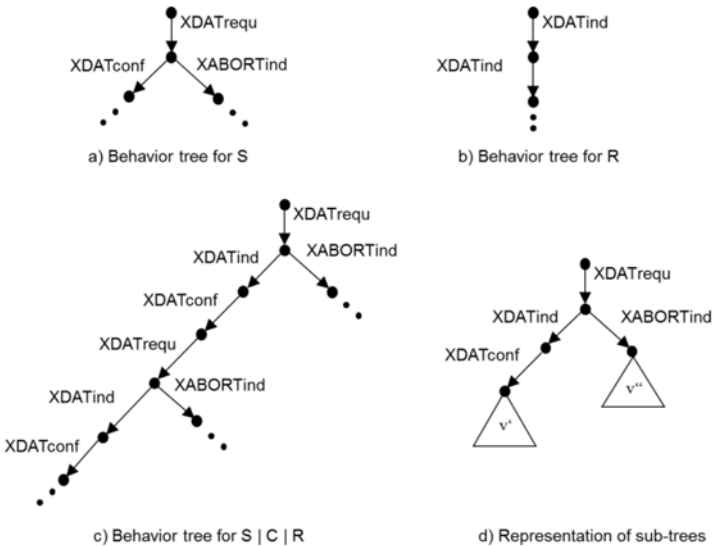 XDATrequ
XDATconf
XABORTind
a) Behavior tree for S
XDATind
XDATind
b) Behavior tree for R
XDATrequ
XDATind
XABORTind
XDATconf
XDATrequ
XABORTind
XDATind
XDATconf
c) Behavior tree for S | C | R
XDATrequ
XDATind
XABORTind
XDATconf
v‘
v“
d) Representation of sub-trees